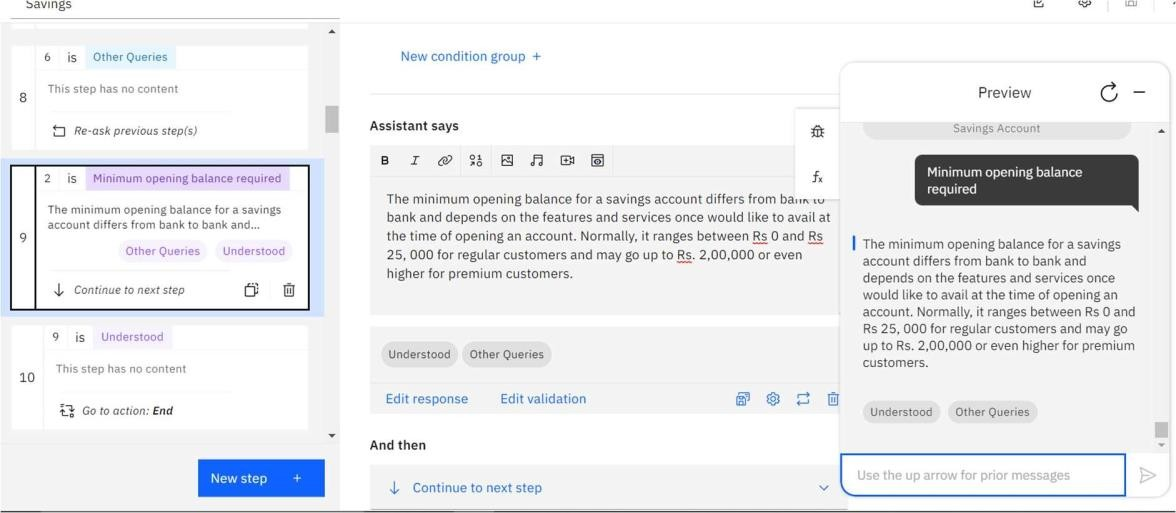 Savings
6 is Other Queries
8
This step has no content
Re-ask previous step(s)
2 is Minimum opening balance required
9
The minimum opening balance for a savings
account differs from bank to bank and...
Other Queries Understood
Continue to next step
9 is Understood
10
This step has no content
Go to action: End
New step +
New condition group +
Assistant says
B I
fx
The minimum opening balance for a savings account differs from bank to
bank and depends on the features and services once would like to avail at
the time of opening an account. Normally, it ranges between Rs 0 and Rs
25, 000 for regular customers and may go up to Rs. 2,00,000 or even
higher for premium customers.
Understood Other Queries
Edit response Edit validation
And then
Continue to next step
Preview
Savings Account
Minimum opening balance
required
The minimum opening balance for a savings
account differs from bank to bank and
depends on the features and services once
would like to avail at the time of opening an
account. Normally, it ranges between Rs 0 and
Rs 25, 000 for regular customers and may go
up to Rs. 2,00,000 or even higher for premium
customers.
Understood Other Queries
Use the up arrow for prior messages